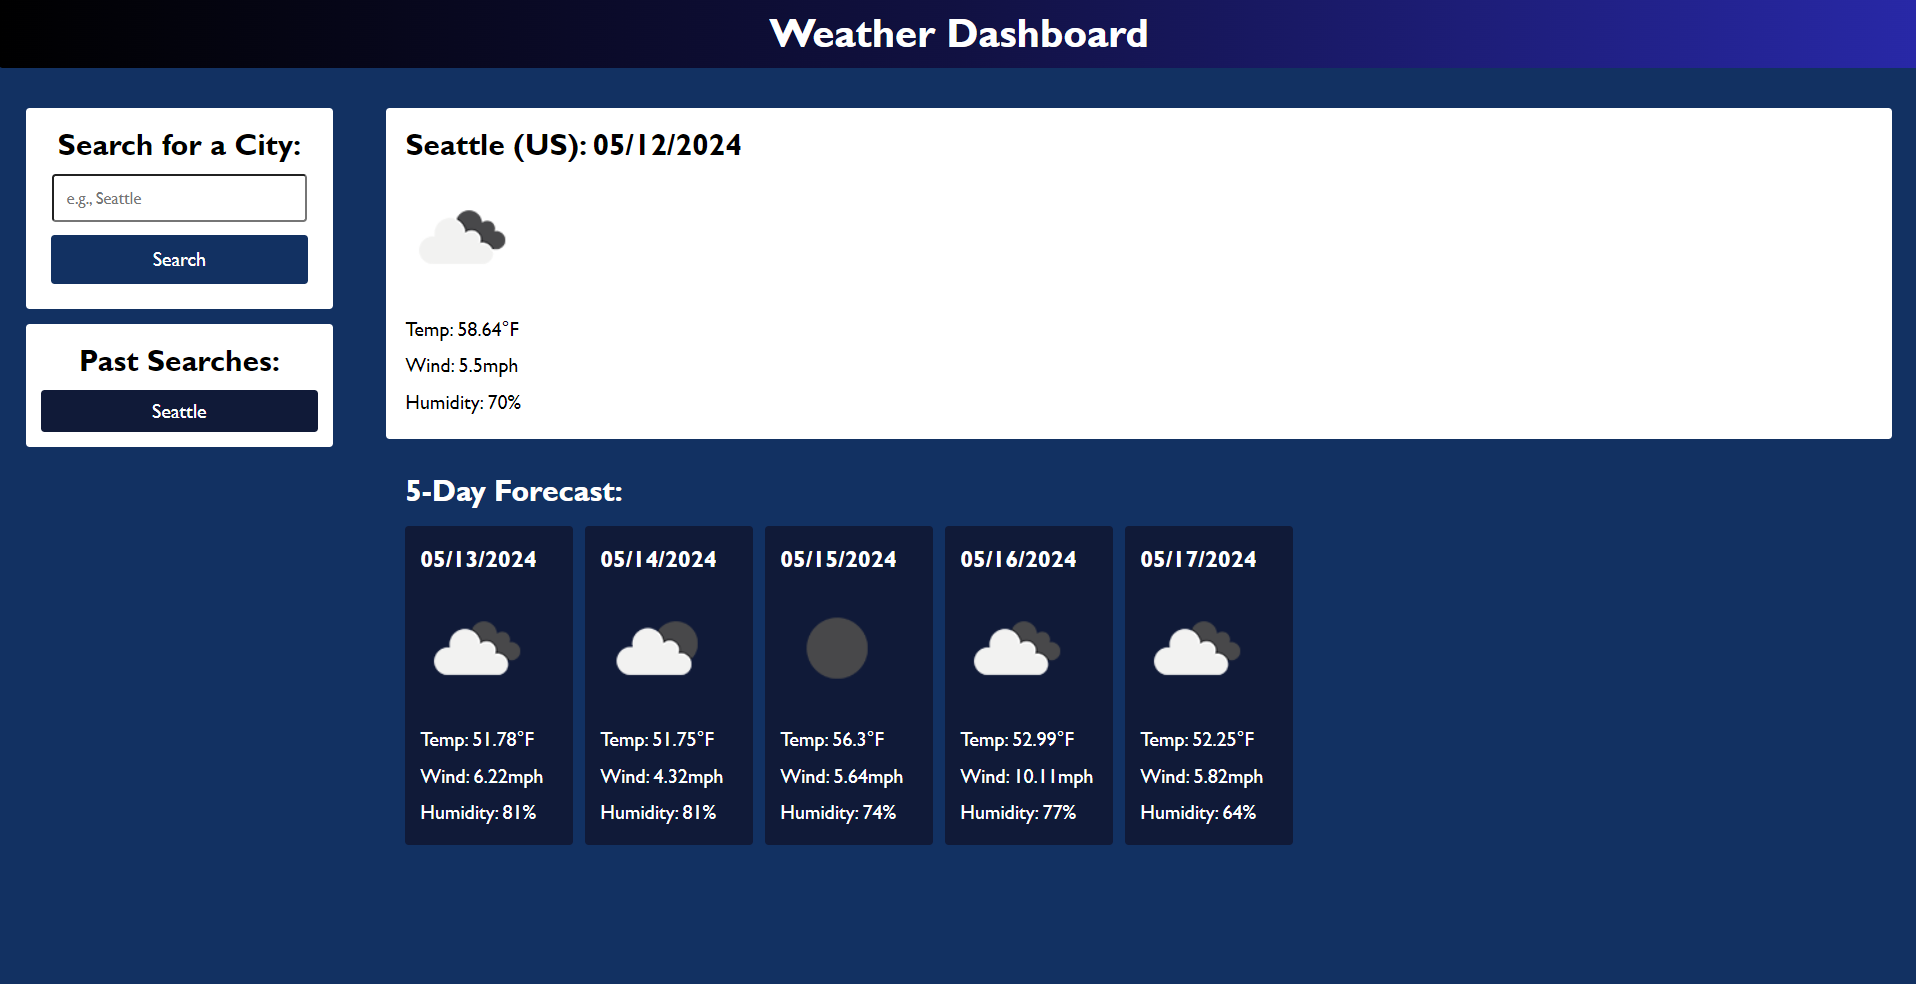 Weather Dashboard
Search for a City:
e.g., Seattle
Search
Past Searches:
Seattle
Seattle (US): 05/12/2024
Temp: 58.64°F
Wind: 5.5mph
Humidity: 70%
5-Day Forecast:
05/13/2024
Temp: 51.78°F
Wind: 6.22mph
Humidity: 81%
05/14/2024
Temp: 51.75°F
Wind: 4.32mph
Humidity: 81%
05/15/2024
Temp: 56.3°F
Wind: 5.64mph
Humidity: 74%
05/16/2024
Temp: 52.99°F
Wind: 10.11mph
Humidity: 77%
05/17/2024
Temp: 52.25°F
Wind: 5.82mph
Humidity: 64%